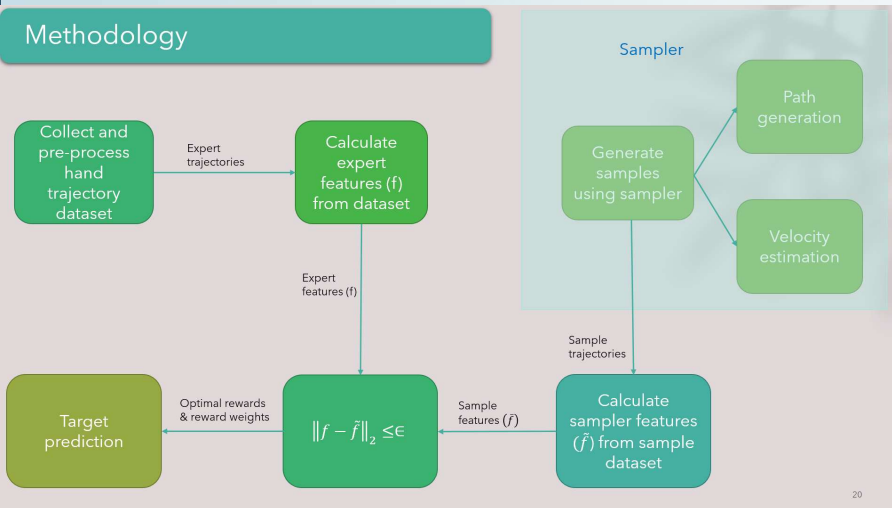 Methodology
Sampler
Collect and
pre-process
hand
trajectory
dataset
Expert
trajectories
Calculate
expert
features (f)
from dataset
Generate
samples
using sampler
Path
generation
Velocity
estimation
Expert
features (f)
Sample
trajectories
Target
prediction
Optimal rewards
& reward weights
‖f − f̃‖₂ ≤∈
Sample
features (f̃)
Calculate
sampler features
(f̃) from sample
dataset
20